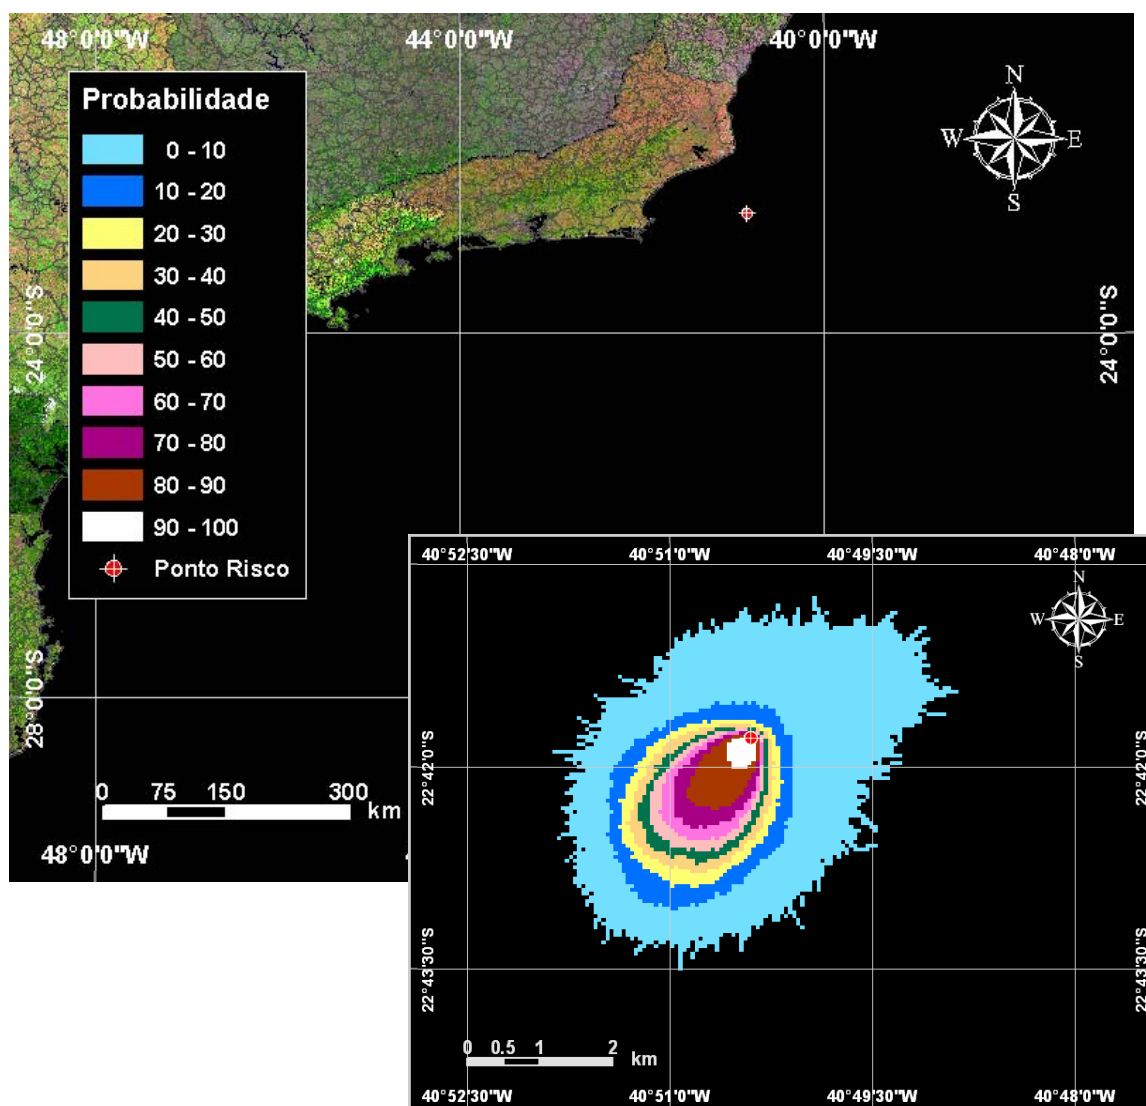 48°0'0"W
44°0'0"W
40°0'0"W
Probabilidade
0 - 10
10 - 20
20 - 30
30 - 40
40 - 50
50 - 60
60 - 70
70 - 80
80 - 90
90 - 100
Ponto Risco
N
W
E
S
24°0'0"S
24°0'0"S
28°0'0"S
0 75 150 300
km
48°0'0"W
40°52'30"W
40°51'0"W
40°49'30"W
40°48'0"W
N
W
E
S
22°42'0"S
22°42'0"S
22°43'30"S
22°43'30"S
0 0.5 1 2
km
40°52'30"W
40°51'0"W
40°49'30"W
40°48'0"W